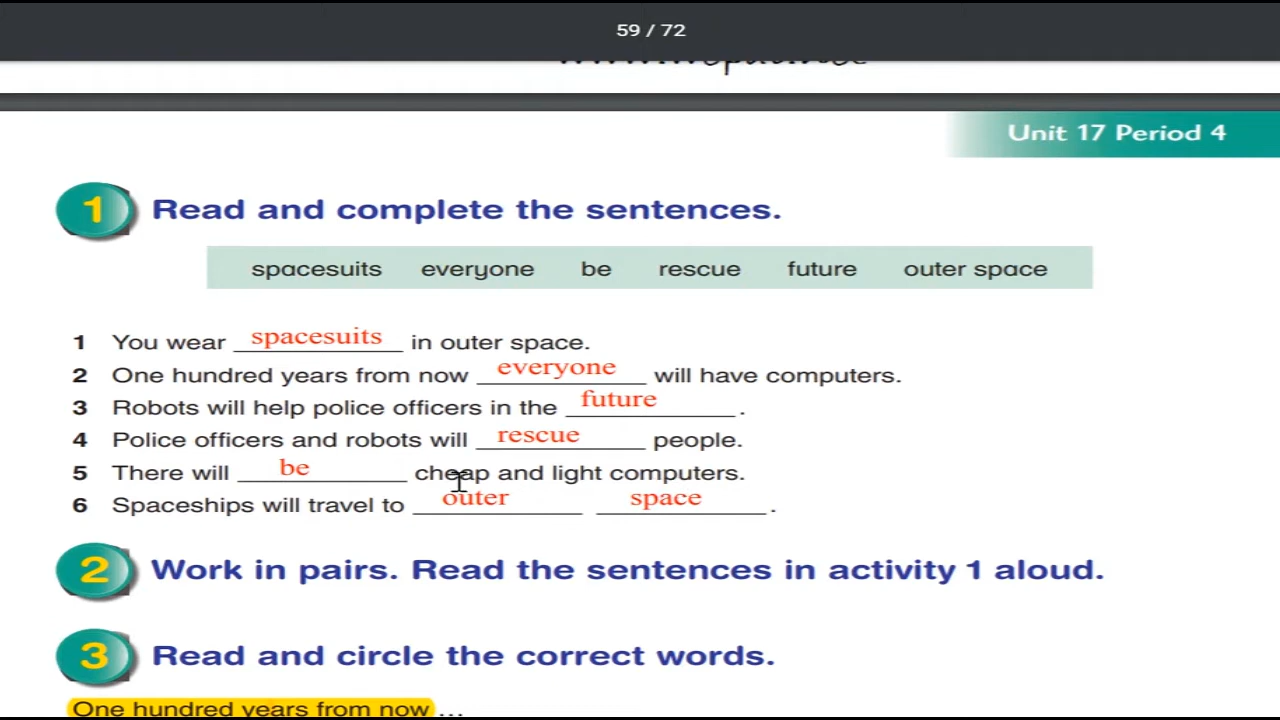 59 / 72
Unit 17 Period 4
1 Read and complete the sentences.
spacesuits everyone be rescue future outer space
1 You wear spacesuits in outer space.
2 One hundred years from now everyone will have computers.
3 Robots will help police officers in the future.
4 Police officers and robots will rescue people.
5 There will be cheap and light computers.
6 Spaceships will travel to outer space.
2 Work in pairs. Read the sentences in activity 1 aloud.
3 Read and circle the correct words.
One hundred years from now ...